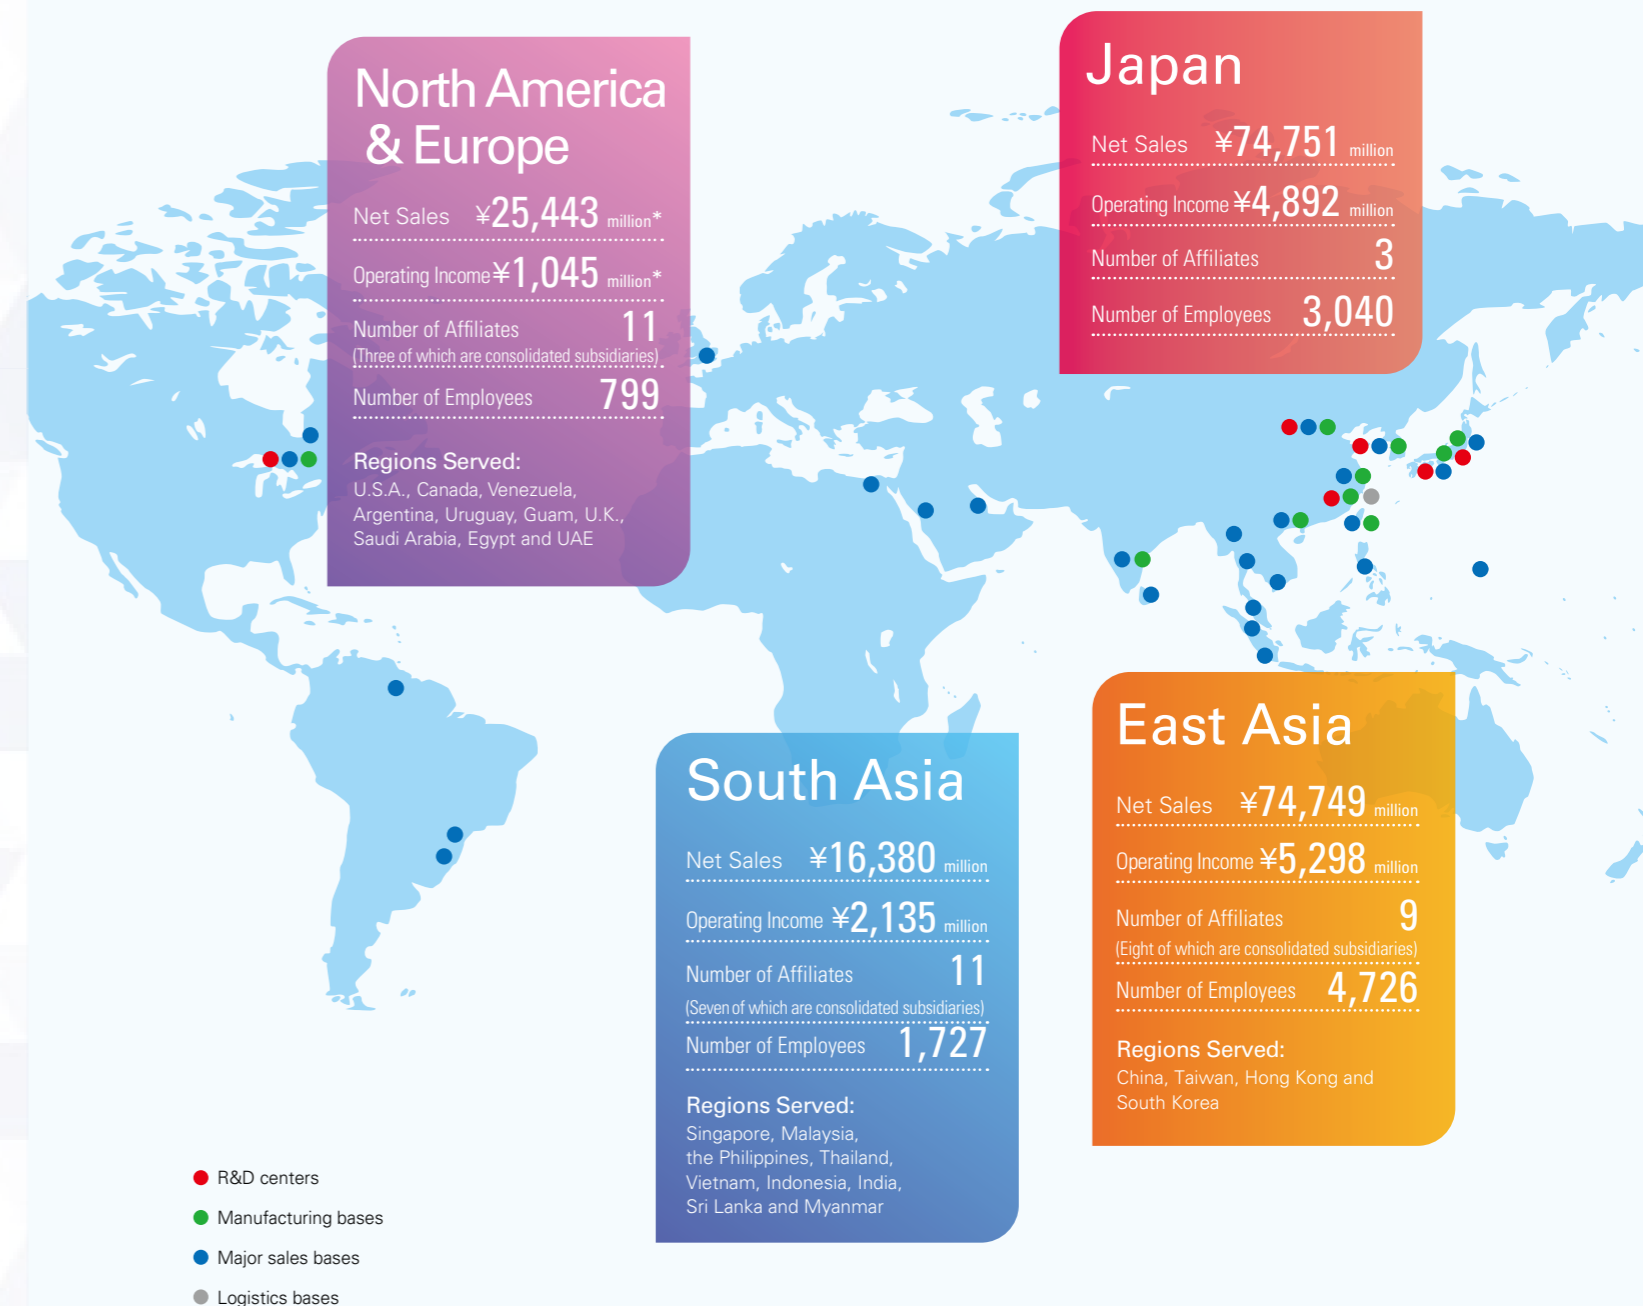 North America
& Europe
Net Sales ¥25,443 million*
Operating Income ¥1,045 million*
Number of Affiliates 11
(Three of which are consolidated subsidiaries)
Number of Employees 799
Regions Served:
U.S.A., Canada, Venezuela,
Argentina, Uruguay, Guam, U.K.,
Saudi Arabia, Egypt and UAE
Japan
Net Sales ¥74,751 million
Operating Income ¥4,892 million
Number of Affiliates 3
Number of Employees 3,040
South Asia
Net Sales ¥16,380 million
Operating Income ¥2,135 million
Number of Affiliates 11
(Seven of which are consolidated subsidiaries)
Number of Employees 1,727
Regions Served:
Singapore, Malaysia,
the Philippines, Thailand,
Vietnam, Indonesia, India,
Sri Lanka and Myanmar
East Asia
Net Sales ¥74,749 million
Operating Income ¥5,298 million
Number of Affiliates 9
(Eight of which are consolidated subsidiaries)
Number of Employees 4,726
Regions Served:
China, Taiwan, Hong Kong and
South Korea
R&D centers
Manufacturing bases
Major sales bases
Logistics bases